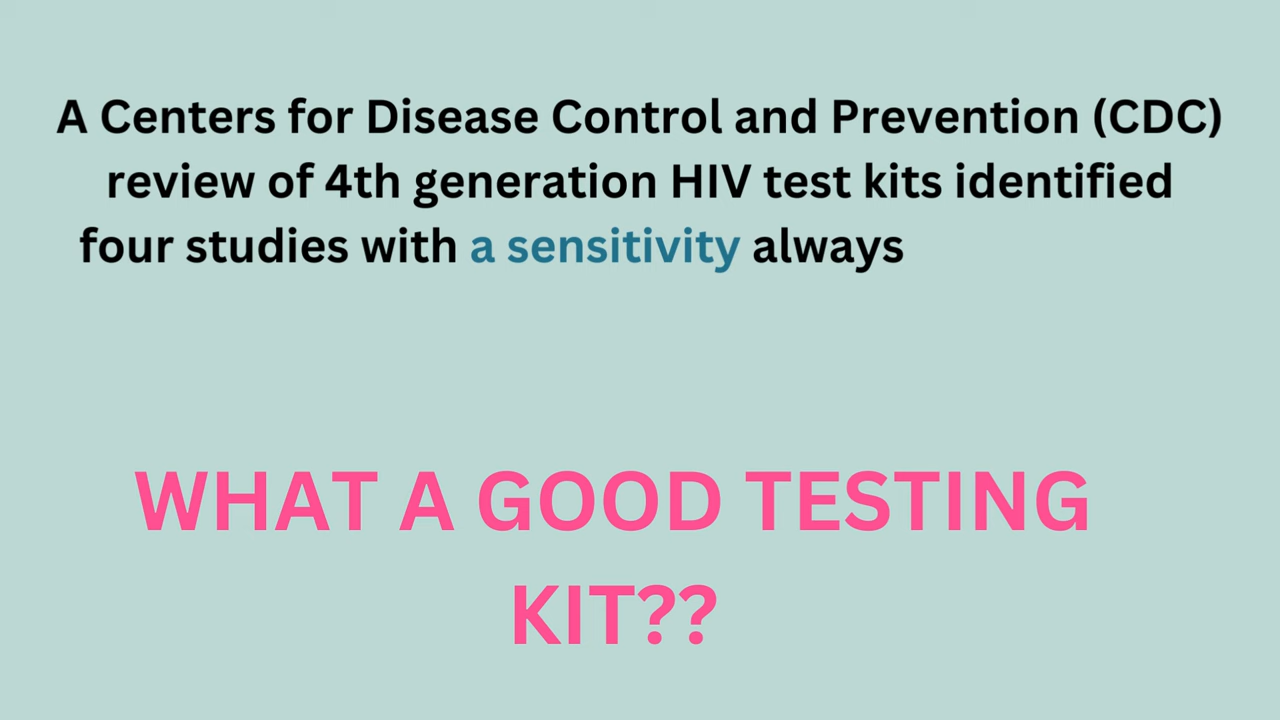 A Centers for Disease Control and Prevention (CDC)
review of 4th generation HIV test kits identified
four studies with a sensitivity always
WHAT A GOOD TESTING
KIT??